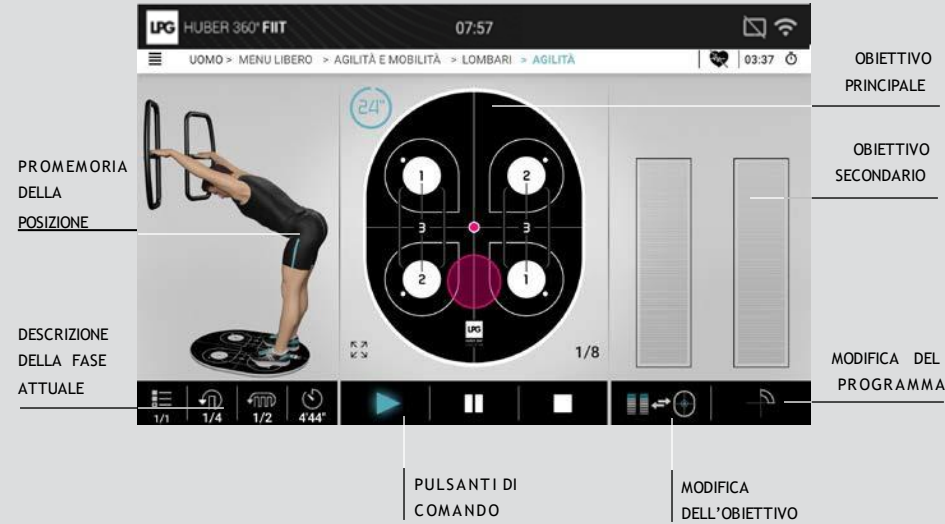 LPG HUBER 360° FIIT 07:57
UOMO > MENU LIBERO > AGILITÀ E MOBILITÀ > LOMBARI > AGILITÀ 03:37
OBIETTIVO
PRINCIPALE
24"
OBIETTIVO
SECONDARIO
PROMEMORIA
DELLA
POSIZIONE
1 2
3 3
2 1
LPG
1/8
DESCRIZIONE
DELLA FASE
ATTUALE
MODIFICA DEL
PROGRAMMA
1/1 1/4 1/2 4'44"
PULSANTI DI
COMANDO
MODIFICA
DELL'OBIETTIVO